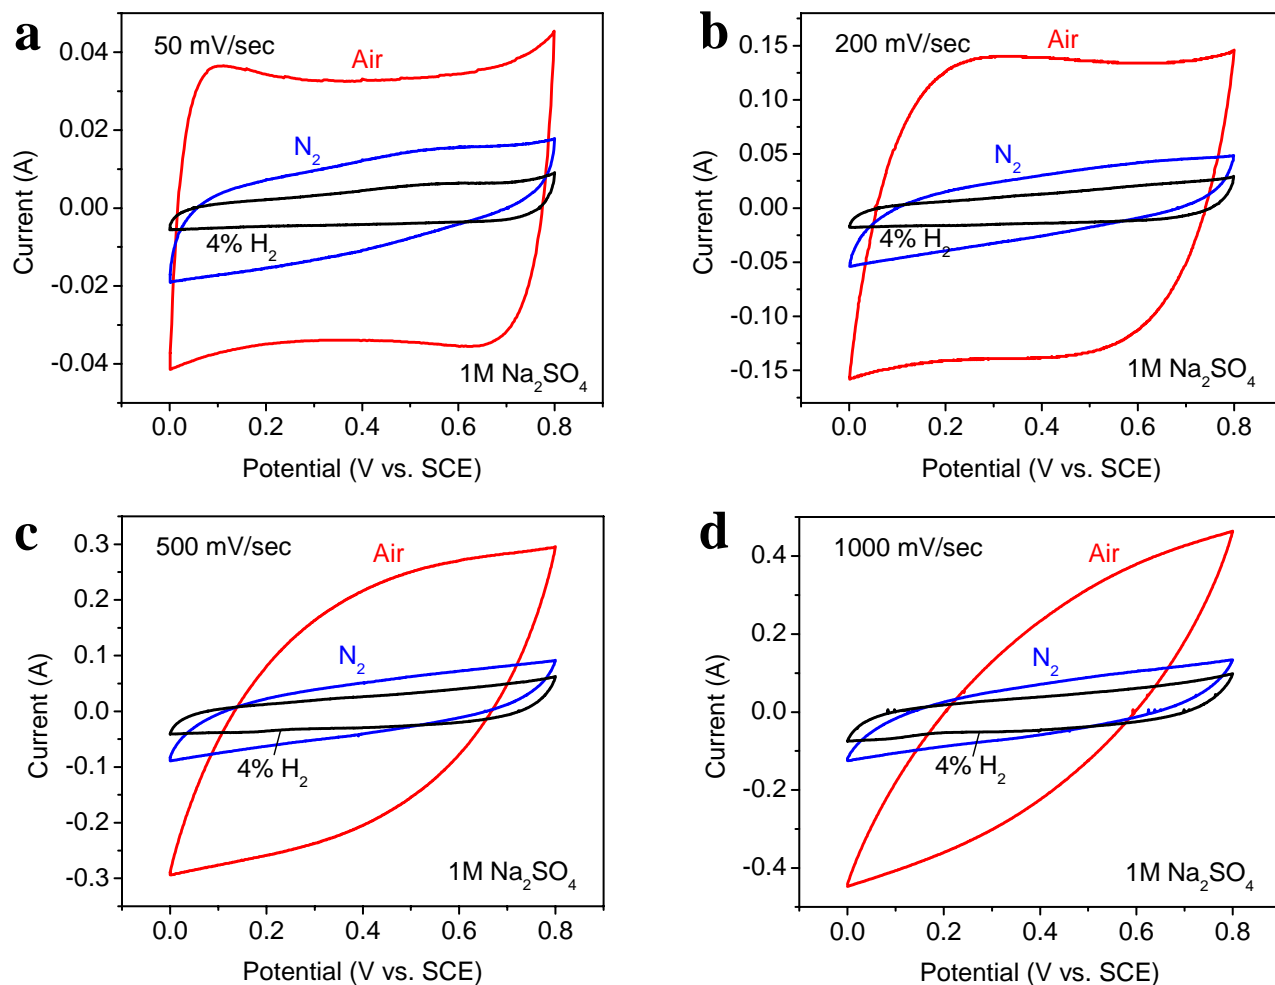 a
50 mV/sec
Air
N2
4% H2
1M Na2SO4
0.04
0.02
0.00
-0.02
-0.04
Current (A)
0.0 0.2 0.4 0.6 0.8
Potential (V vs. SCE)
b
200 mV/sec
Air
N2
4% H2
1M Na2SO4
0.15
0.10
0.05
0.00
-0.05
-0.10
-0.15
Current (A)
0.0 0.2 0.4 0.6 0.8
Potential (V vs. SCE)
c
500 mV/sec
Air
N2
4% H2
1M Na2SO4
0.3
0.2
0.1
0.0
-0.1
-0.2
-0.3
Current (A)
0.0 0.2 0.4 0.6 0.8
Potential (V vs. SCE)
d
1000 mV/sec
Air
N2
4% H2
1M Na2SO4
0.4
0.2
0.0
-0.2
-0.4
Current (A)
0.0 0.2 0.4 0.6 0.8
Potential (V vs. SCE)